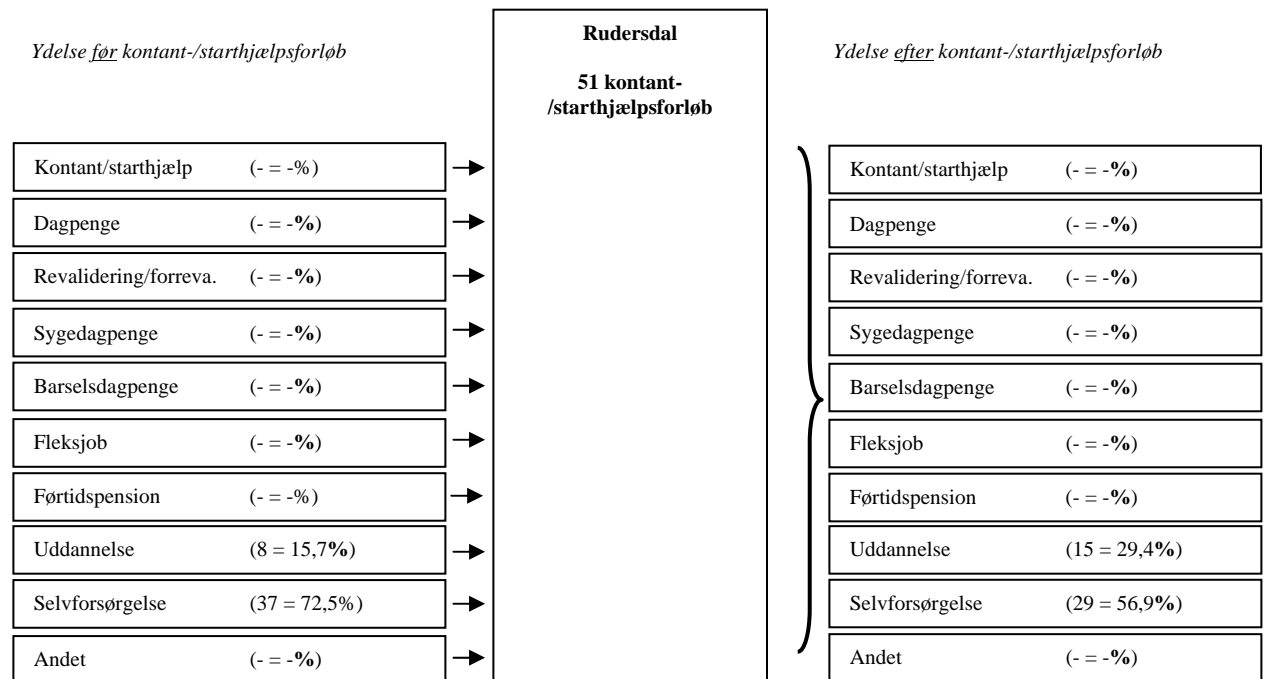 Ydelse før kontant-/starthjælpsforløb
Rudersdal
51 kontant-
/starthjælpsforløb
Ydelse efter kontant-/starthjælpsforløb
Kontant/starthjælp (- = -%)
Dagpenge (- = -%)
Revalidering/forreva. (- = -%)
Sygedagpenge (- = -%)
Barselsdagpenge (- = -%)
Fleksjob (- = -%)
Førtidspension (- = -%)
Uddannelse (8 = 15,7%)
Selvforsørgelse (37 = 72,5%)
Andet (- = -%)
Kontant/starthjælp (- = -%)
Dagpenge (- = -%)
Revalidering/forreva. (- = -%)
Sygedagpenge (- = -%)
Barselsdagpenge (- = -%)
Fleksjob (- = -%)
Førtidspension (- = -%)
Uddannelse (15 = 29,4%)
Selvforsørgelse (29 = 56,9%)
Andet (- = -%)